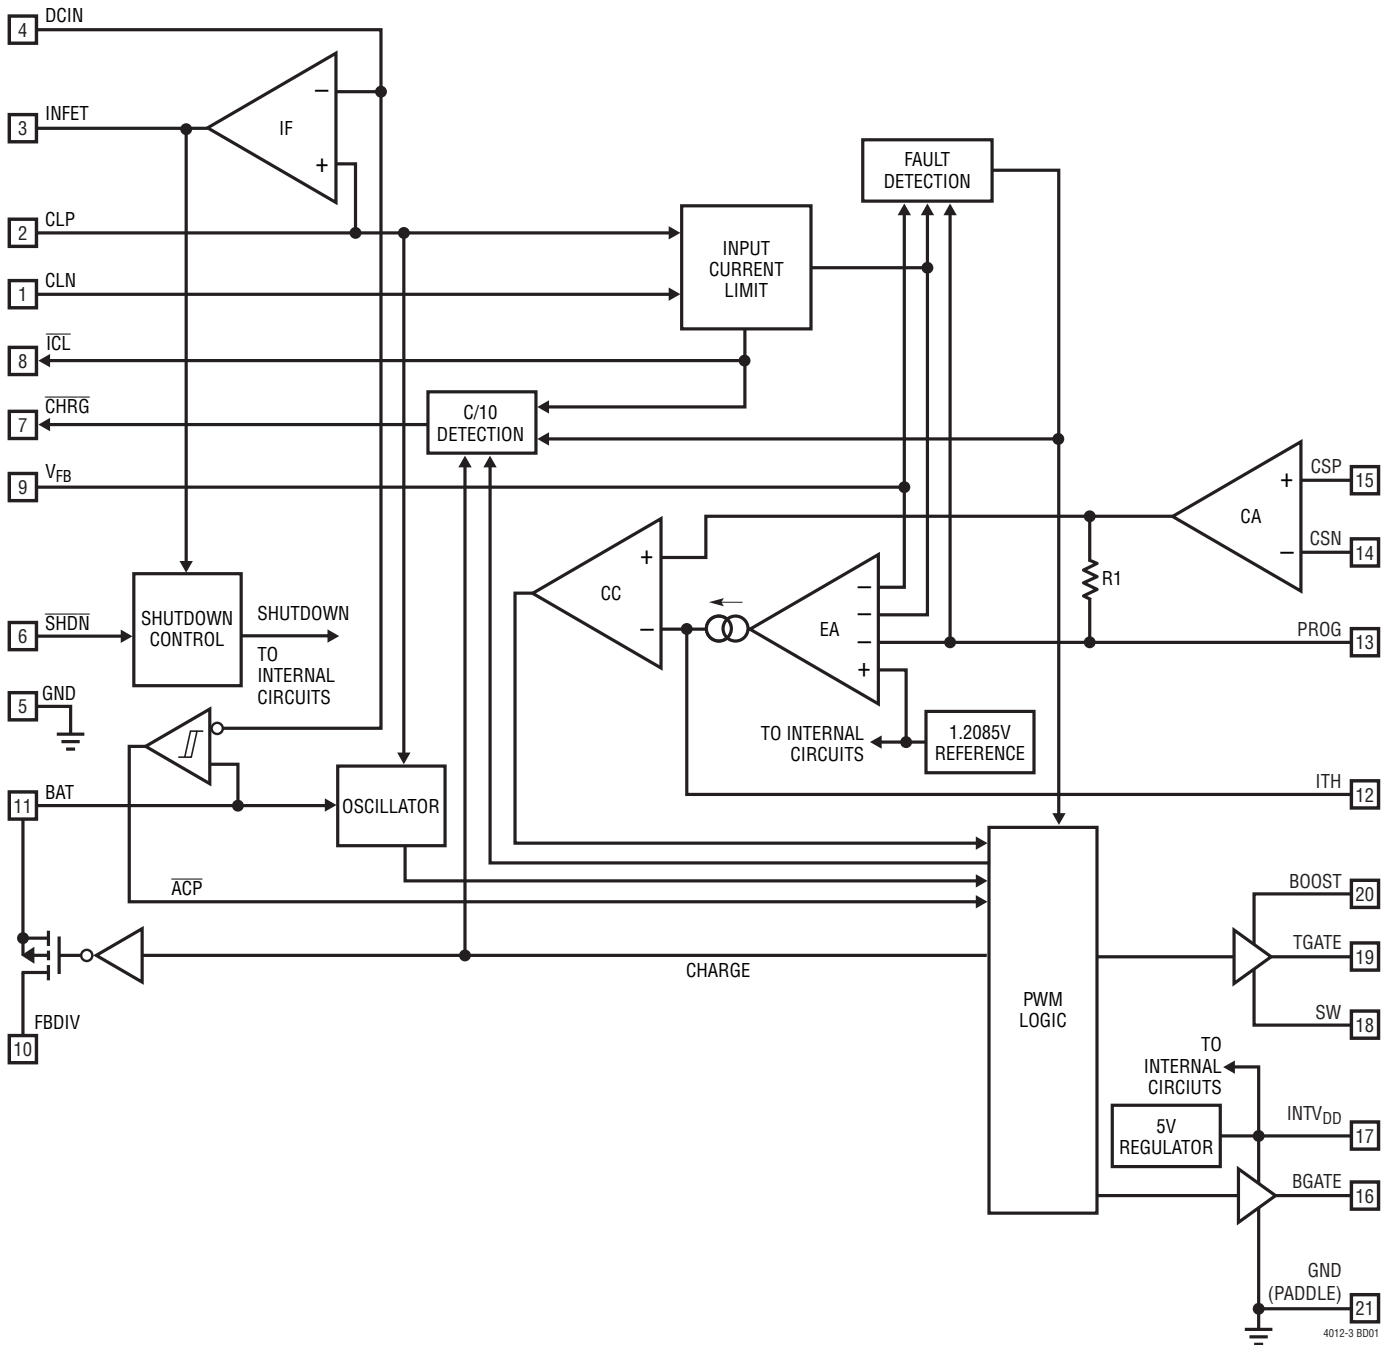 4 DCIN
3 INFET
IF
−
+
2 CLP
1 CLN
8 ICL
7 CHRG
9 VFB
6 SHDN
5 GND
11 BAT
10 FBDIV
FAULT
DETECTION
INPUT
CURRENT
LIMIT
C/10
DETECTION
CA
+
−
CSP 15
CSN 14
R1
PROG 13
CC
+
−
EA
−
−
−
+
SHUTDOWN
CONTROL
SHUTDOWN
TO
INTERNAL
CIRCUITS
TO INTERNAL
CIRCUITS
1.2085V
REFERENCE
ITH 12
OSCILLATOR
ACP
CHARGE
PWM
LOGIC
BOOST 20
TGATE 19
SW 18
TO
INTERNAL
CIRCIUTS
5V
REGULATOR
INTVDD 17
BGATE 16
GND
(PADDLE) 21
4012-3 BD01